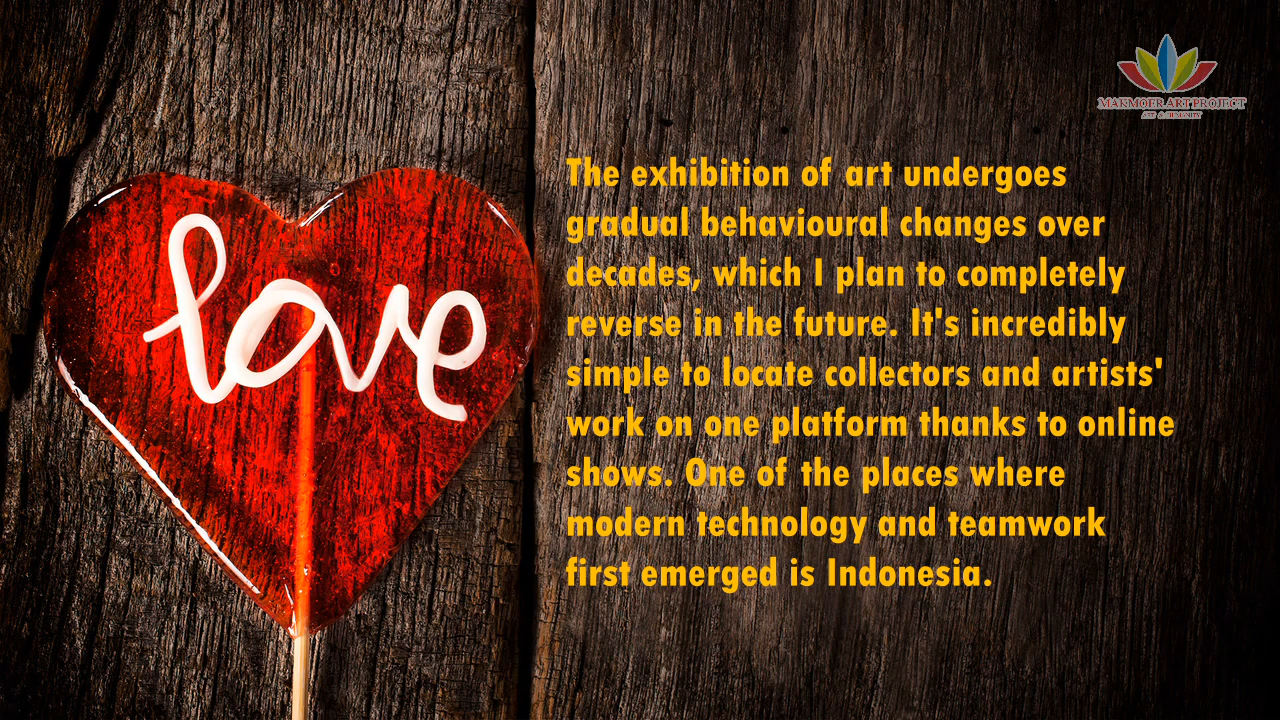 MAKMOER ART PROJECT
love
The exhibition of art undergoes
gradual behavioural changes over
decades, which I plan to completely
reverse in the future. It's incredibly
simple to locate collectors and artists'
work on one platform thanks to online
shows. One of the places where
modern technology and teamwork
first emerged is Indonesia.